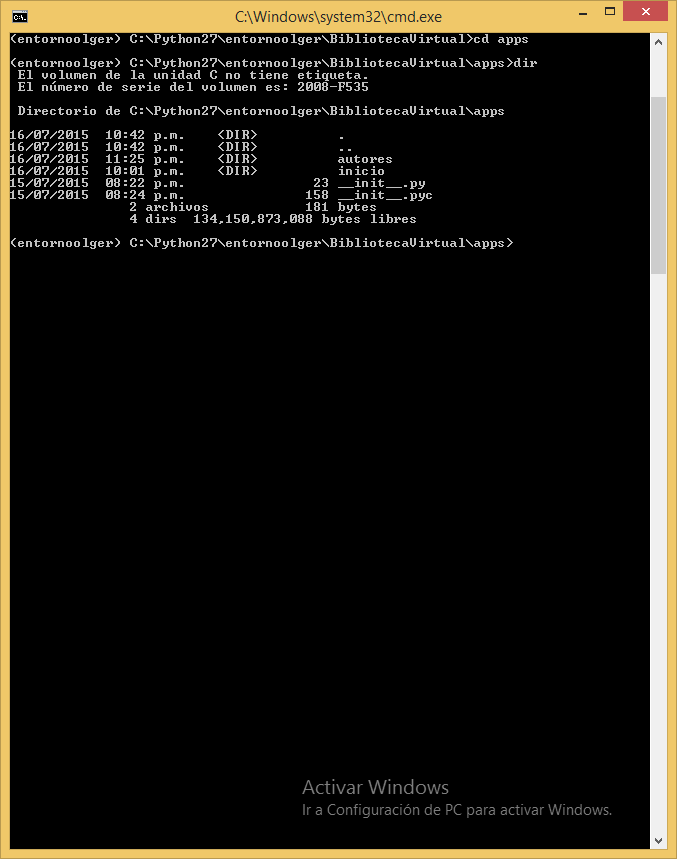 C:\Windows\system32\cmd.exe
(entornoolger) C:\Python27\entornoolger\BibliotecaVirtual>cd apps
(entornoolger) C:\Python27\entornoolger\BibliotecaVirtual\apps>dir
El volumen de la unidad C no tiene etiqueta.
El número de serie del volumen es: 2008-F535
Directorio de C:\Python27\entornoolger\BibliotecaVirtual\apps
16/07/2015 10:42 p.m. <DIR> .
16/07/2015 10:42 p.m. <DIR> ..
16/07/2015 11:25 p.m. <DIR> autores
16/07/2015 10:01 p.m. <DIR> inicio
15/07/2015 08:22 p.m. 23 __init__.py
15/07/2015 08:24 p.m. 158 __init__.pyc
2 archivos 181 bytes
4 dirs 134,150,873,088 bytes libres
(entornoolger) C:\Python27\entornoolger\BibliotecaVirtual\apps>
Activar Windows
Ir a Configuración de PC para activar Windows.